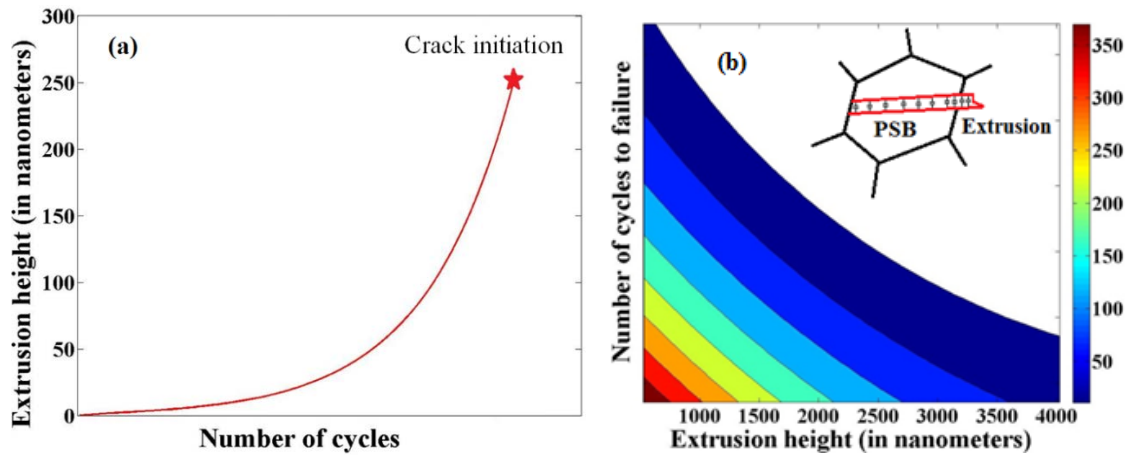 (a)
Crack initiation
Extrusion height (in nanometers)
300
250
200
150
100
50
0
Number of cycles
(b)
PSB
Extrusion
Number of cycles to failure
1000
1500
2000
2500
3000
3500
4000
Extrusion height (in nanometers)
350
300
250
200
150
100
50